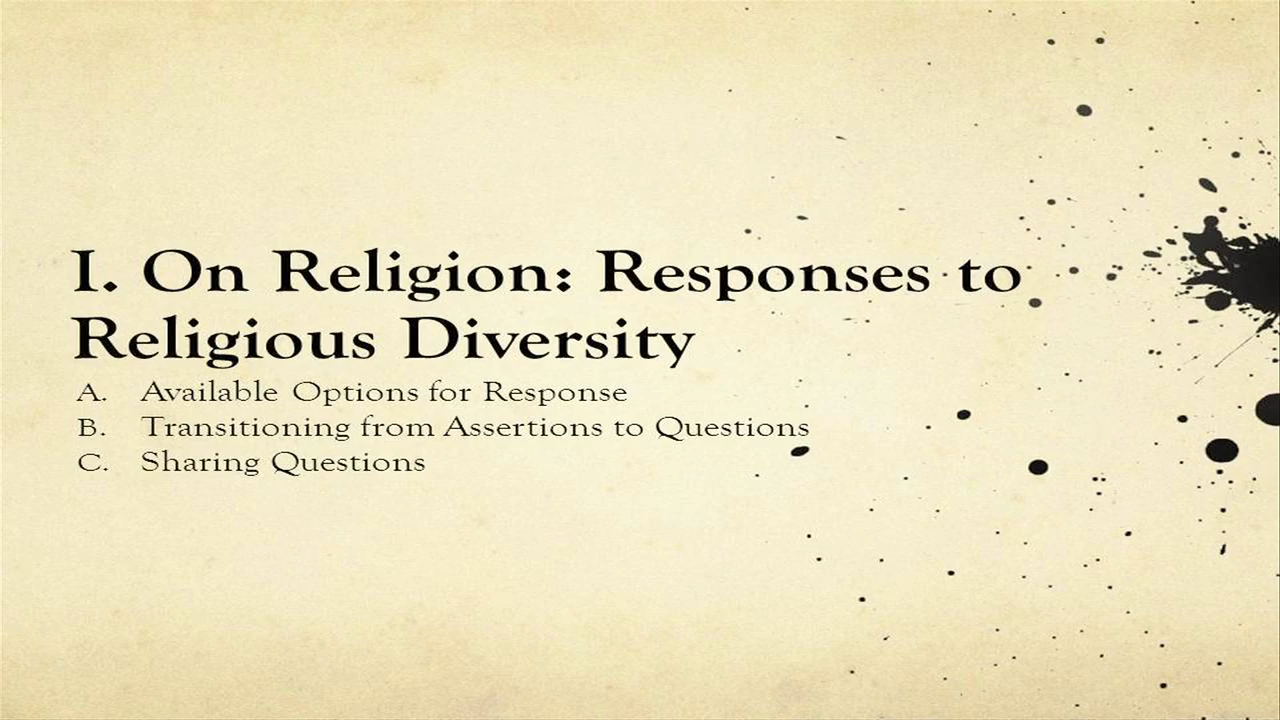 I. On Religion: Responses to
Religious Diversity
A. Available Options for Response
B. Transitioning from Assertions to Questions
C. Sharing Questions